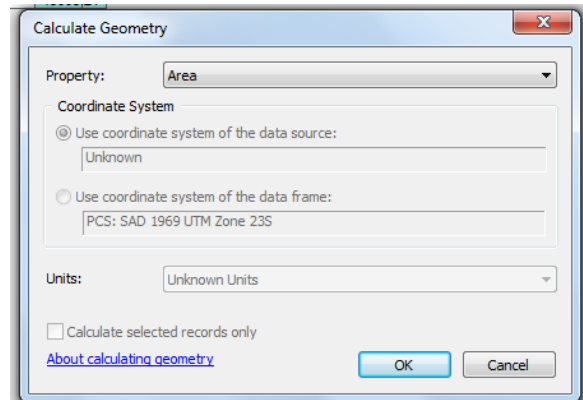 Calculate Geometry
Property:
Area
Coordinate System
Use coordinate system of the data source:
Unknown
Use coordinate system of the data frame:
PCS: SAD 1969 UTM Zone 23S
Units:
Unknown Units
Calculate selected records only
About calculating geometry
OK
Cancel